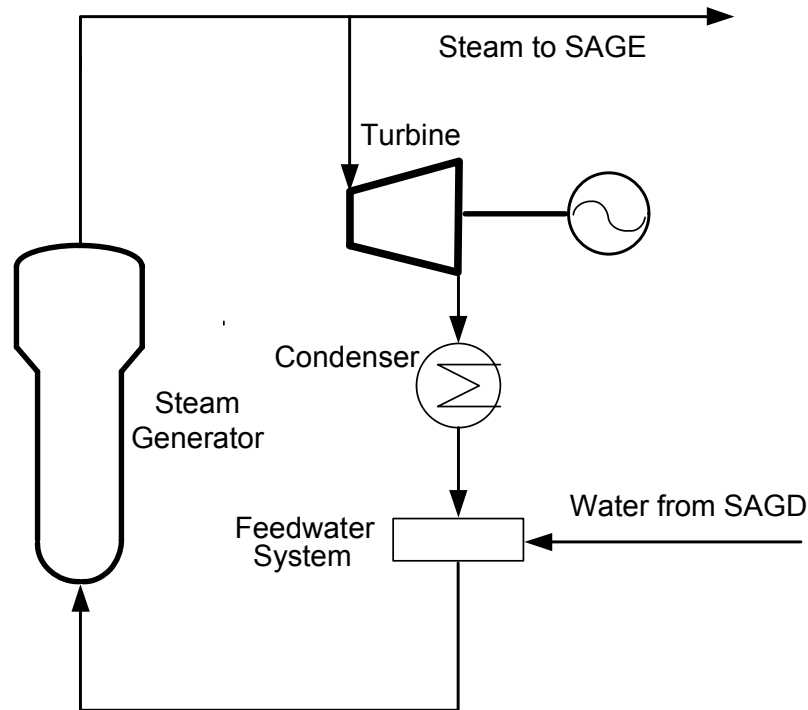 Steam to SAGE
Turbine
Condenser
Steam
Generator
Water from SAGD
Feedwater
System